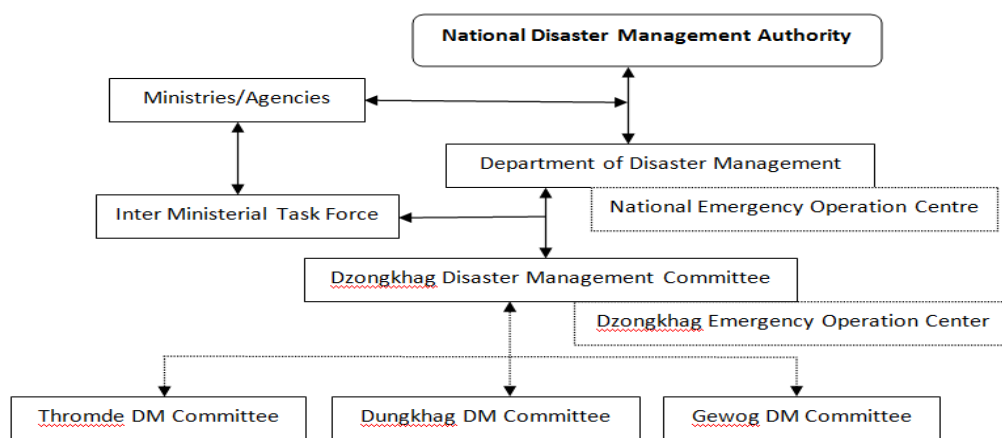 National Disaster Management Authority
Ministries/Agencies
Department of Disaster Management
Inter Ministerial Task Force
National Emergency Operation Centre
Dzongkhag Disaster Management Committee
Dzongkhag Emergency Operation Center
Thromde DM Committee
Dungkhag DM Committee
Gewog DM Committee